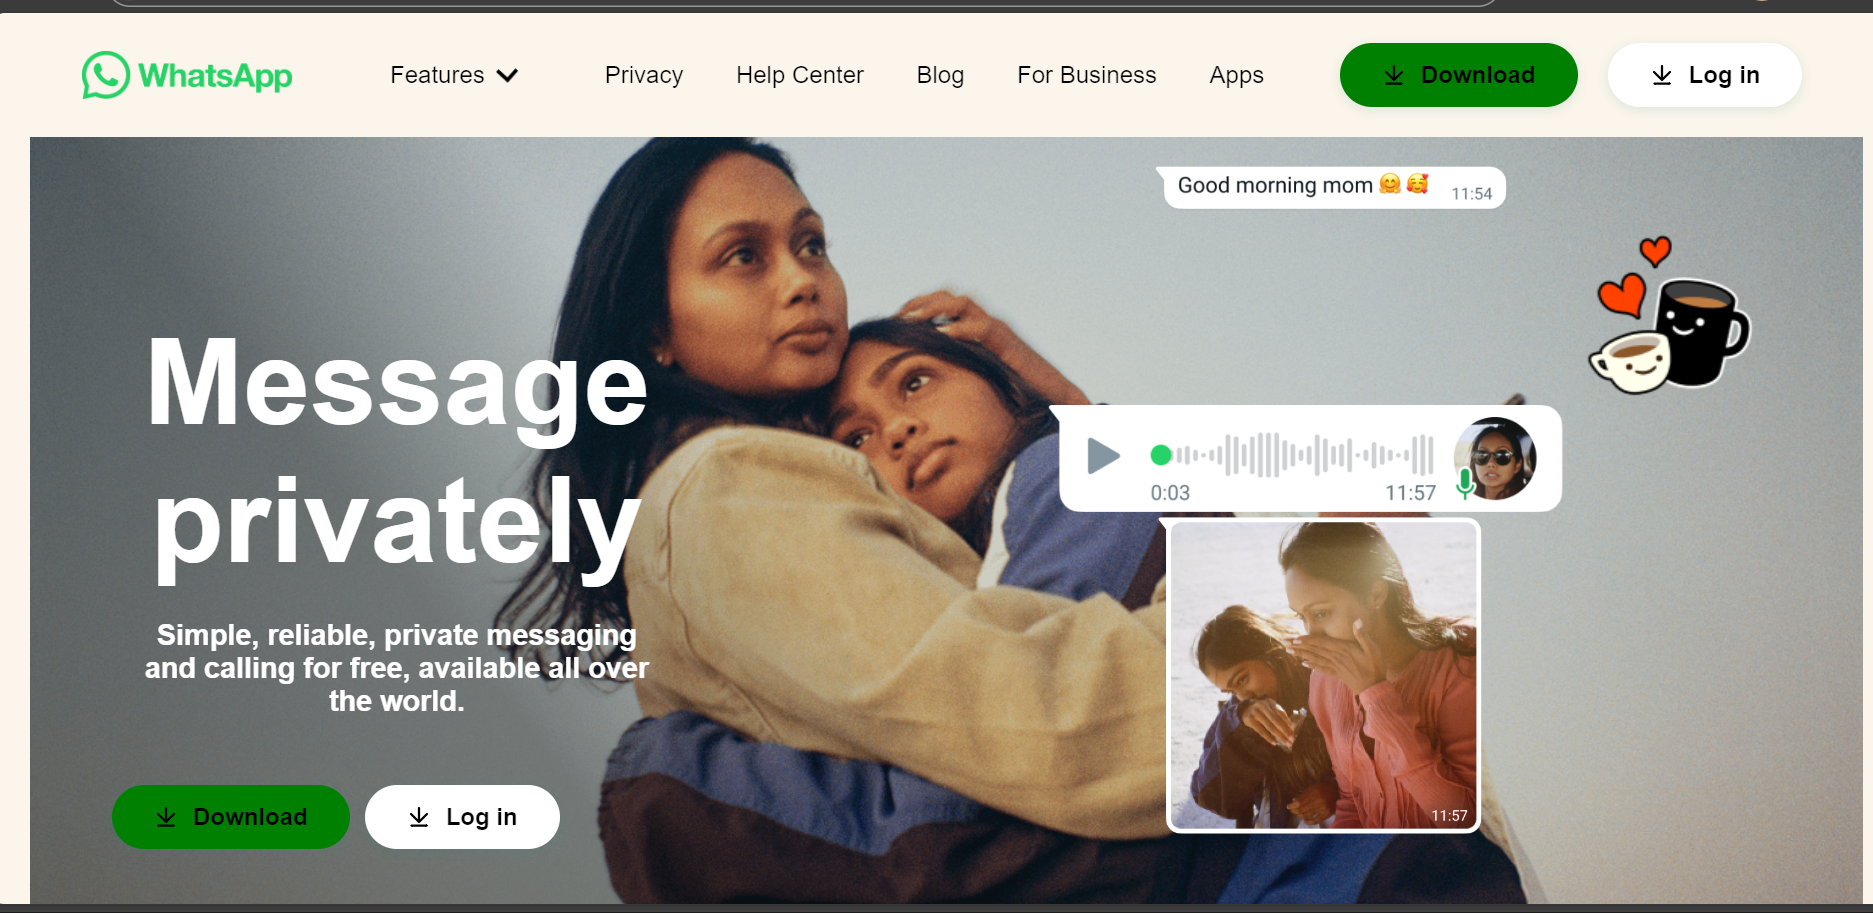 WhatsApp
Features
Privacy
Help Center
Blog
For Business
Apps
Download
Log in
Good morning mom 🤗 🥰 11:54
Message
privately
0:03 11:57
Simple, reliable, private messaging
and calling for free, available all over
the world.
Download
Log in
11:57